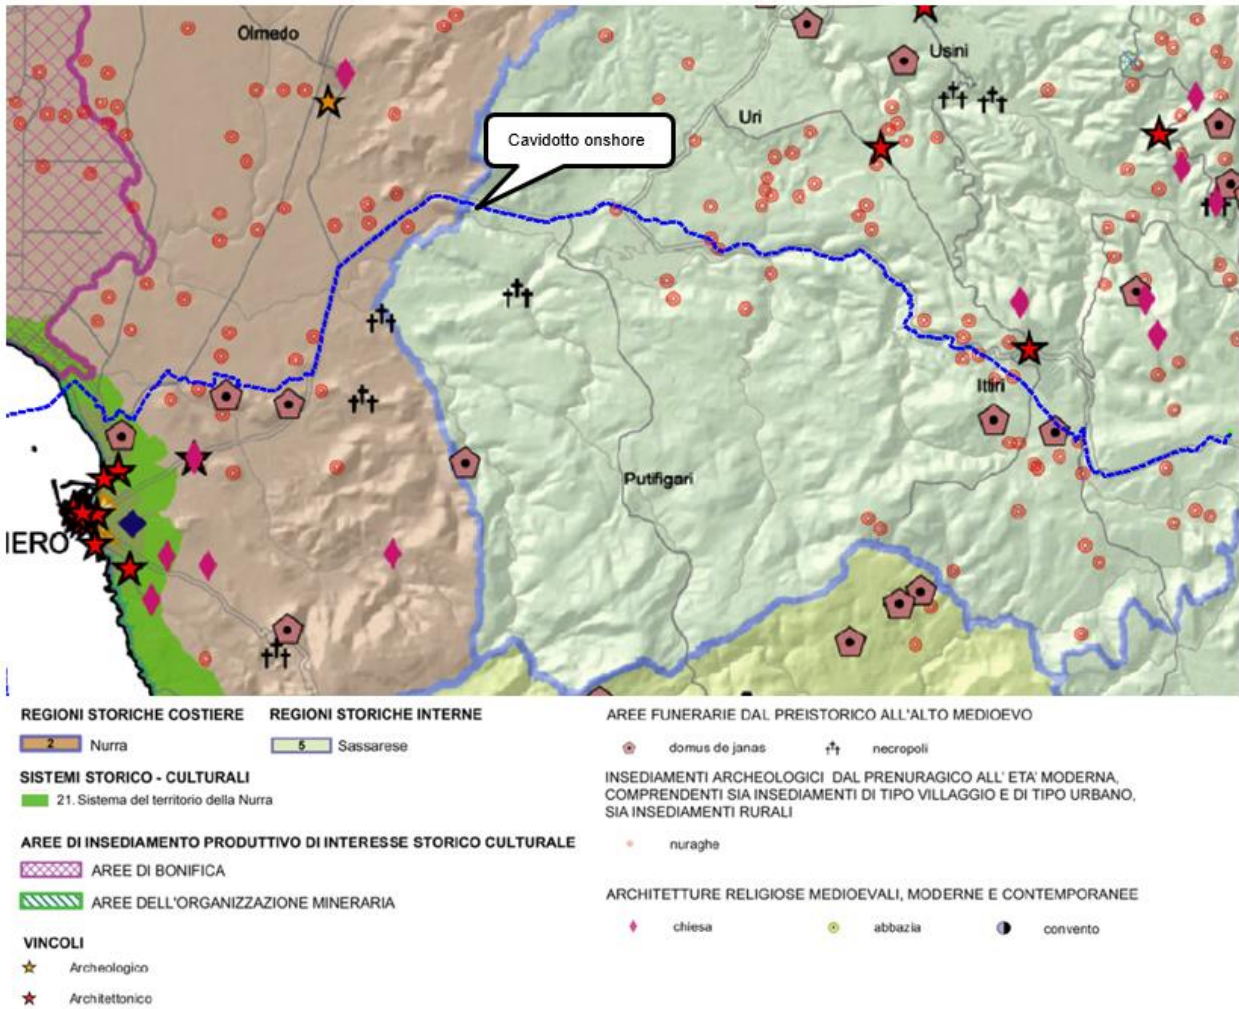 Olmedo
Usini
Uri
Cavidotto onshore
Ittiri
Putifigari
IERO
REGIONI STORICHE COSTIERE
2 Nurra
REGIONI STORICHE INTERNE
5 Sassarese
SISTEMI STORICO - CULTURALI
21. Sistema del territorio della Nurra
AREE DI INSEDIAMENTO PRODUTTIVO DI INTERESSE STORICO CULTURALE
AREE DI BONIFICA
AREE DELL'ORGANIZZAZIONE MINERARIA
VINCOLI
Archeologico
Architettonico
AREE FUNERARIE DAL PREISTORICO ALL'ALTO MEDIOEVO
domus de janas necropoli
INSEDIAMENTI ARCHEOLOGICI DAL PRENURAGICO ALL' ETA' MODERNA,
COMPRENDENTI SIA INSEDIAMENTI DI TIPO VILLAGGIO E DI TIPO URBANO,
SIA INSEDIAMENTI RURALI
nuraghe
ARCHITETTURE RELIGIOSE MEDIOEVALI, MODERNE E CONTEMPORANEE
chiesa abbazia convento